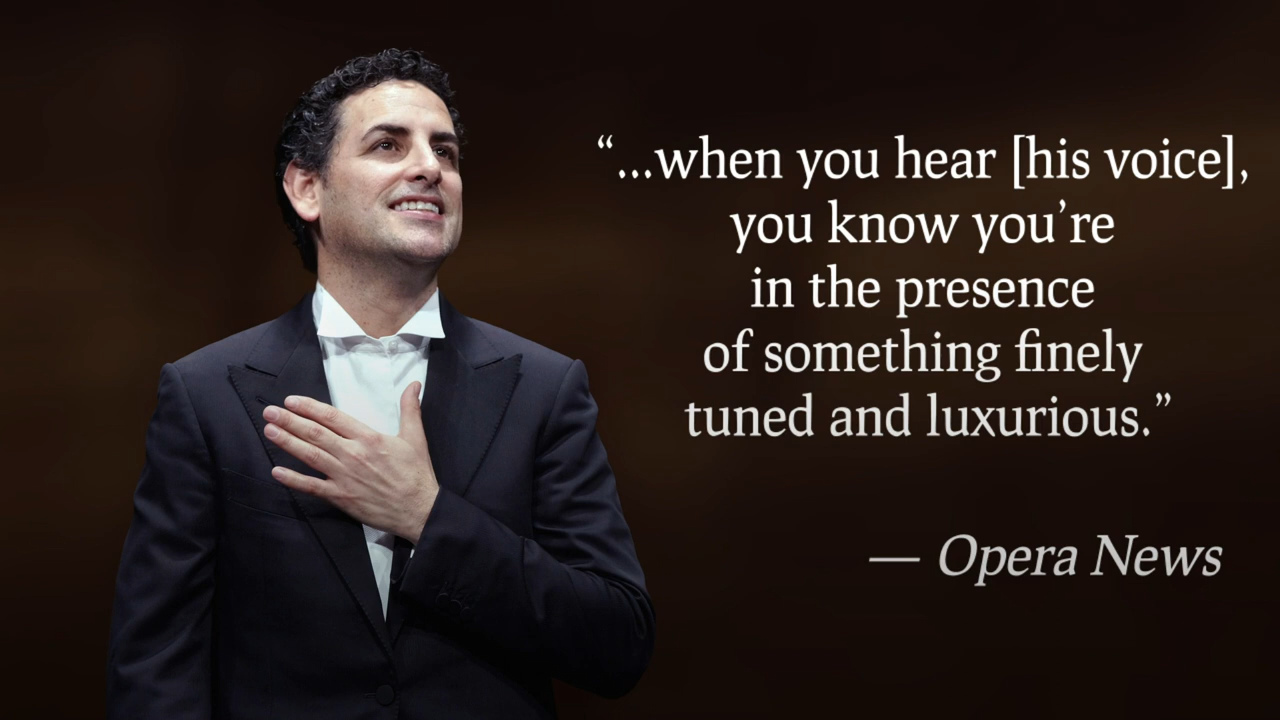 “...when you hear [his voice],
you know you’re
in the presence
of something finely
tuned and luxurious.”
— Opera News